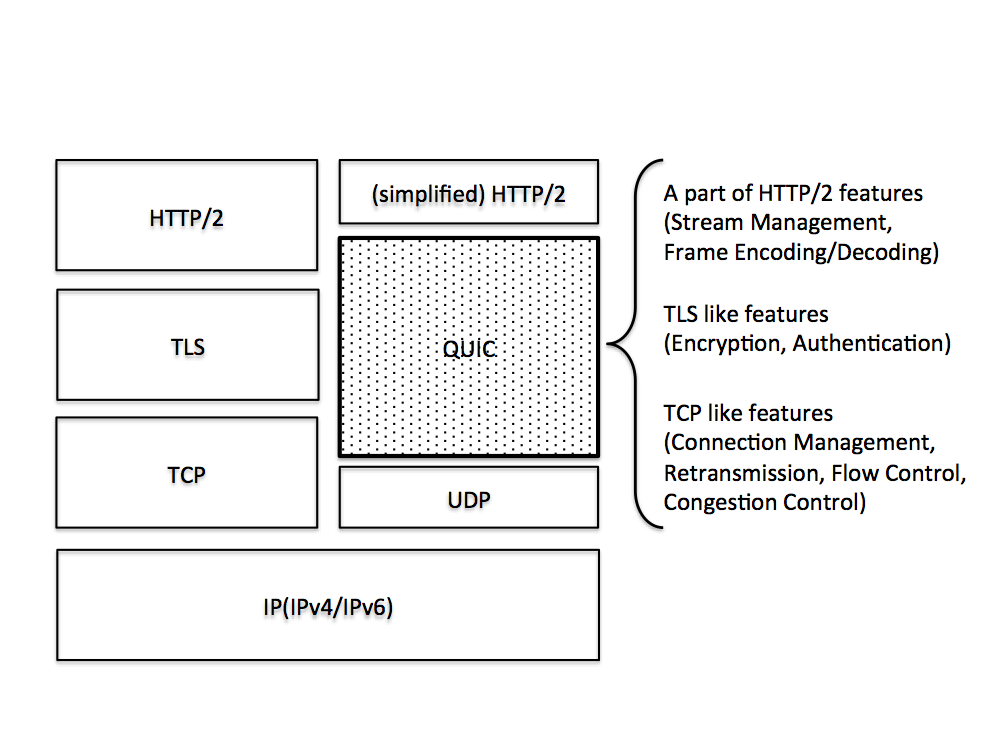 HTTP/2
(simplified) HTTP/2
TLS
QUIC
TCP
UDP
IP(IPv4/IPv6)
A part of HTTP/2 features
(Stream Management,
Frame Encoding/Decoding)
TLS like features
(Encryption, Authentication)
TCP like features
(Connection Management,
Retransmission, Flow Control,
Congestion Control)